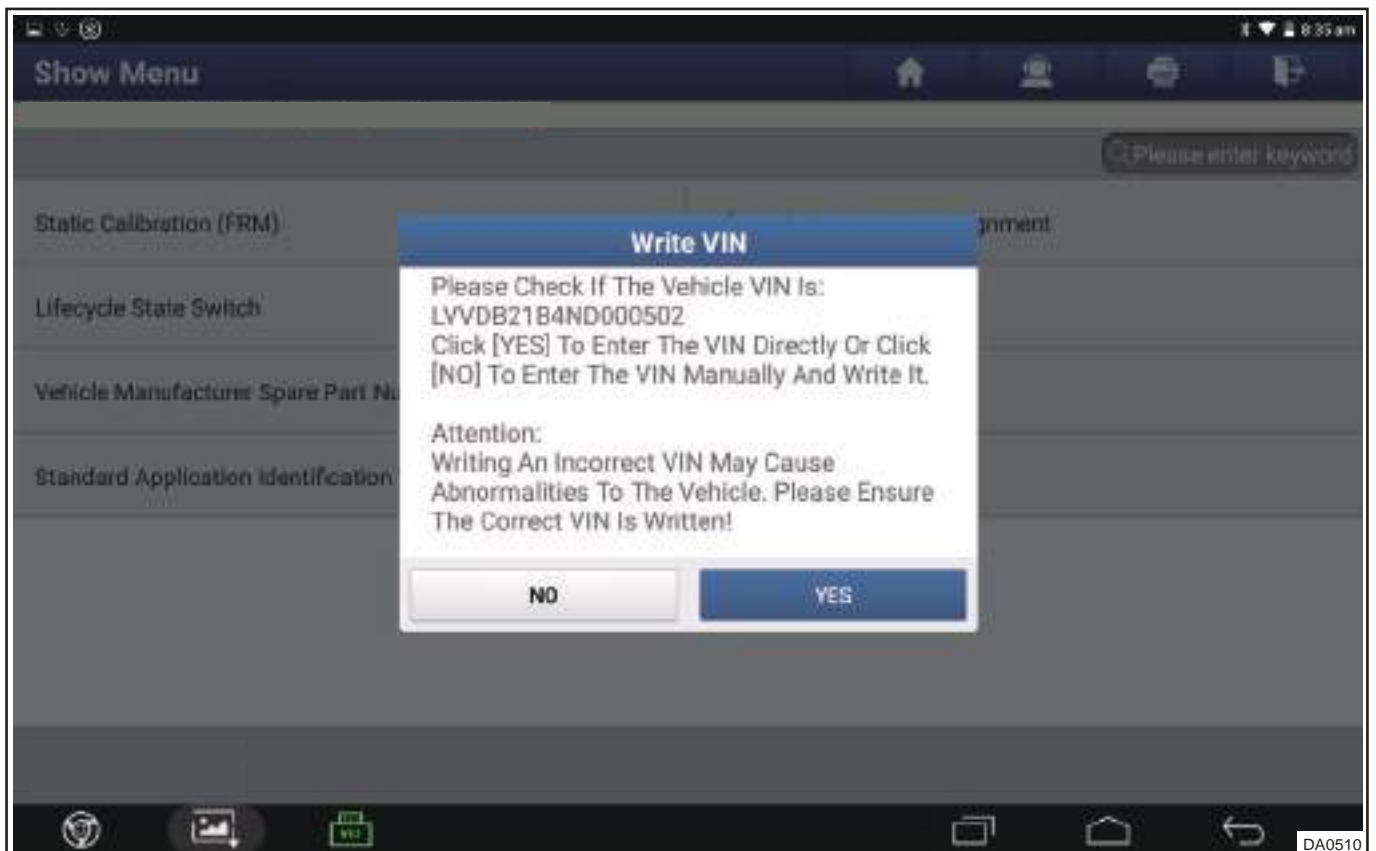 8:35 am
Show Menu
Please enter keyword
Static Calibration (FRM)
gnment
Write VIN
Please Check If The Vehicle VIN Is:
LVVDB21B4ND000502
Click [YES] To Enter The VIN Directly Or Click
[NO] To Enter The VIN Manually And Write It.
Lifecycle State Switch
Vehicle Manufacturer Spare Part Nu
Attention:
Writing An Incorrect VIN May Cause
Abnormalities To The Vehicle. Please Ensure
The Correct VIN Is Written!
Standard Application Identification
NO
YES
DA0510